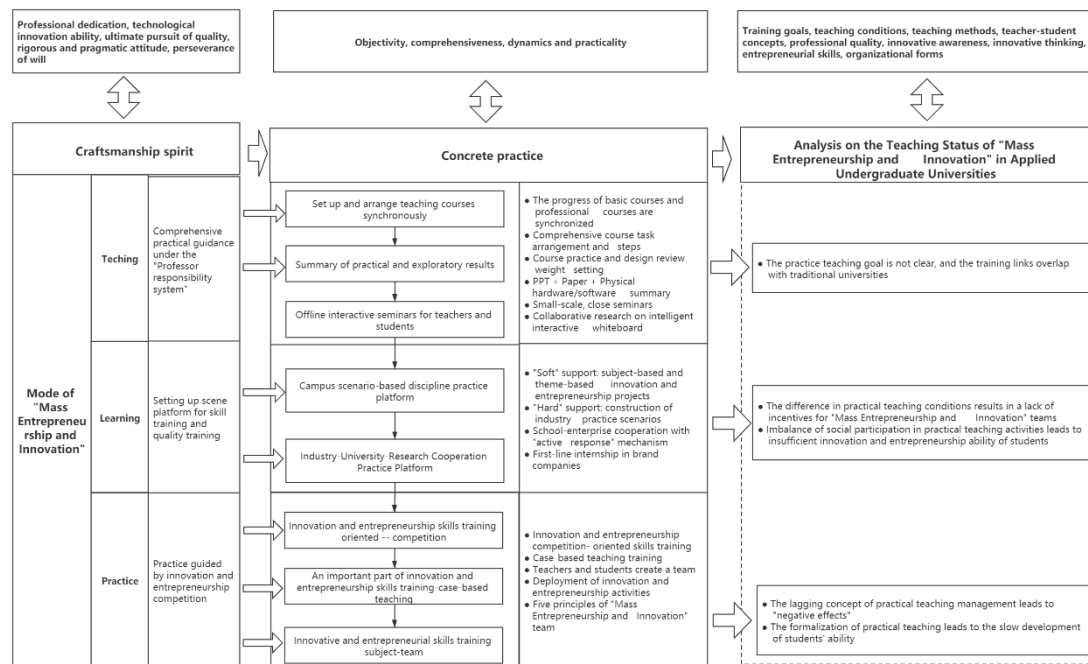 Professional dedication, technological
innovation ability, ultimate pursuit of quality,
rigorous and pragmatic attitude, perseverance
of will
Objectivity, comprehensiveness, dynamics and practicality
Training goals, teaching conditions, teaching methods, teacher-student
concepts, professional quality, innovative awareness, innovative thinking,
entrepreneurial skills, organizational forms
Craftsmanship spirit
Concrete practice
Analysis on the Teaching Status of "Mass
Entrepreneurship and Innovation" in Applied
Undergraduate Universities
Mode of
"Mass
Entrepreneu
rship and
Innovation"
Teching
Comprehensive
practical guidance
under the
"Professor
responsibility
system"
Set up and arrange teaching courses
synchronously
Summary of practical and exploratory results
Offline interactive seminars for teachers and
students
● The progress of basic courses and
professional courses are
synchronized
● Comprehensive course task
arrangement and steps
● Course practice and design review
weight setting
● PPT + Paper + Physical
hardware/software summary
● Small-scale, close seminars
● Collaborative research on intelligent
interactive whiteboard
● The practice teaching goal is not clear, and the training links overlap
with traditional universities
Learning
Setting up scene
platform for skill
training and
quality training
Campus scenario-based discipline practice
platform
Industry-University-Research Cooperation
Practice Platform
● "Soft" support: subject-based and
theme-based innovation and
entrepreneurship projects
● "Hard" support: construction of
industry practice scenarios
● School-enterprise cooperation with
"active response" mechanism
● First-line internship in brand
companies
● The difference in practical teaching conditions results in a lack of
incentives for "Mass Entrepreneurship and Innovation" teams
● Imbalance of social participation in practical teaching activities leads to
insufficient innovation and entrepreneurship ability of students
Practice
Practice guided
by innovation and
entrepreneurship
competition
Innovation and entrepreneurship skills training
oriented -- competition
An important part of innovation and
entrepreneurship skills training-case-based
teaching
Innovative and entrepreneurial skills training
subject-team
● Innovation and entrepreneurship
competition- oriented skills training
● Case-based teaching training
● Teachers and students create a team
● Deployment of innovation and
entrepreneurship activities
● Five principles of "Mass
Entrepreneurship and Innovation"
team
● The lagging concept of practical teaching management leads to
"negative effects"
● The formalization of practical teaching leads to the slow development
of students' ability